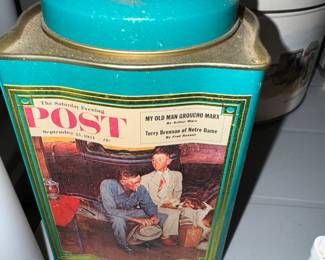 The Saturday Evening
POST
September 25, 1954 15¢
MY OLD MAN GROUCHO MARX
By Arthur Marx
Terry Brennan of Notre Dame
By Fred Russell